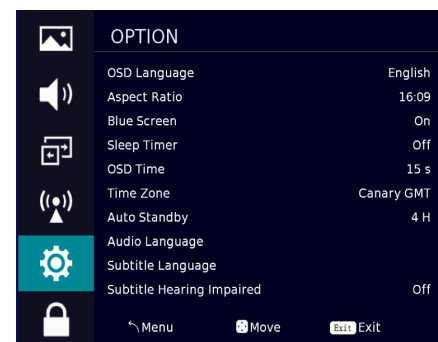 OPTION
OSD Language English
Aspect Ratio 16:09
Blue Screen On
Sleep Timer Off
OSD Time 15 s
Time Zone Canary GMT
Auto Standby 4 H
Audio Language
Subtitle Language
Subtitle Hearing Impaired Off
Menu Move Exit Exit